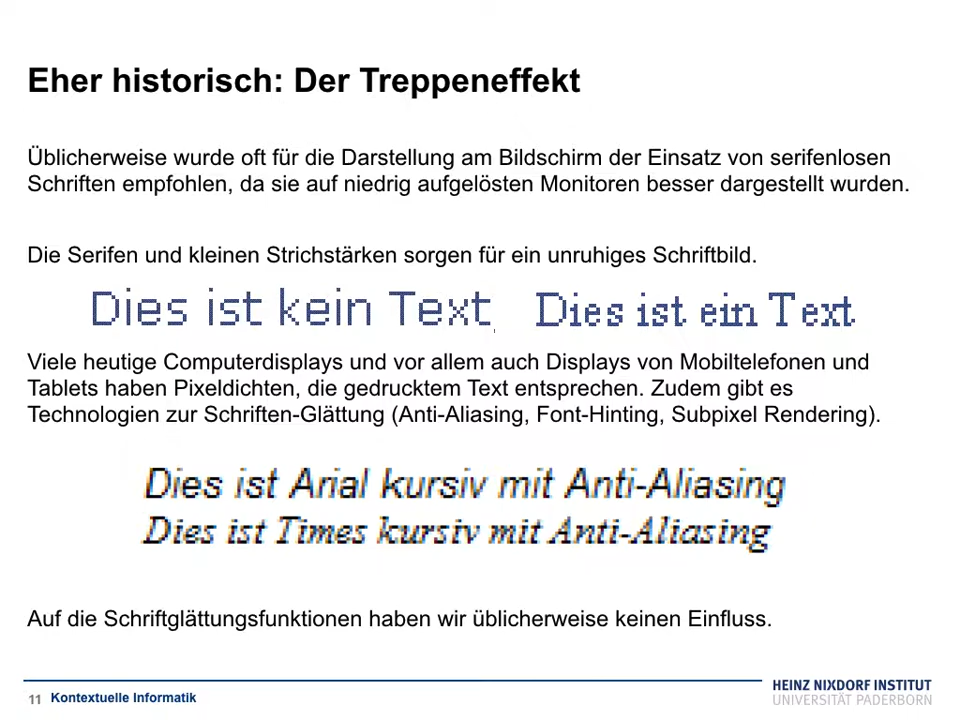 Eher historisch: Der Treppeneffekt
Üblicherweise wurde oft für die Darstellung am Bildschirm der Einsatz von serifenlosen
Schriften empfohlen, da sie auf niedrig aufgelösten Monitoren besser dargestellt wurden.
Die Serifen und kleinen Strichstärken sorgen für ein unruhiges Schriftbild.
Dies ist kein Text Dies ist ein Text
Viele heutige Computerdisplays und vor allem auch Displays von Mobiltelefonen und
Tablets haben Pixeldichten, die gedrucktem Text entsprechen. Zudem gibt es
Technologien zur Schriften-Glättung (Anti-Aliasing, Font-Hinting, Subpixel Rendering).
Dies ist Arial kursiv mit Anti-Aliasing
Dies ist Times kursiv mit Anti-Aliasing
Auf die Schriftglättungsfunktionen haben wir üblicherweise keinen Einfluss.
11 Kontextuelle Informatik
HEINZ NIXDORF INSTITUT
UNIVERSITÄT PADERBORN